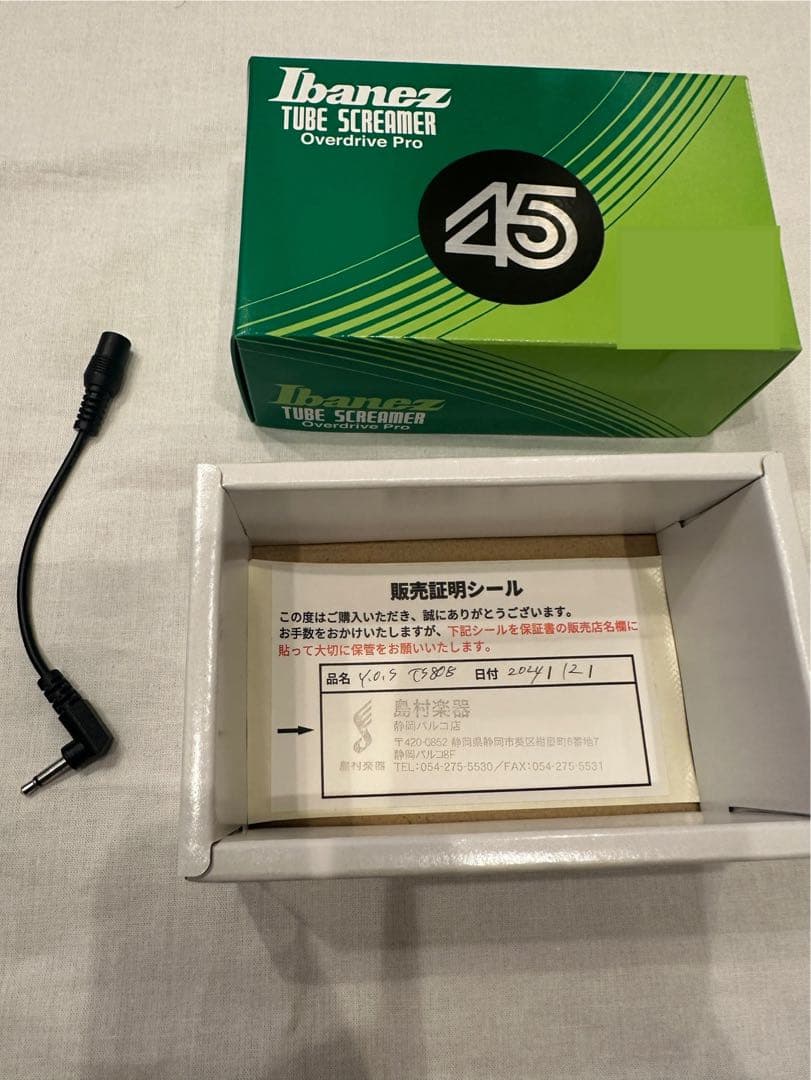 Ibanez
TUBE SCREAMER
Overdrive Pro
45
Ibanez
TUBE SCREAMER
Overdrive Pro
販売証明シール
この度はご購入いただき、誠にありがとうございます。
お手数をおかけいたしますが、下記シールを保証書の販売店名欄に
貼って大切に保管をお願いいたします。
品名 Y.O.S TS808 日付 2024 1 21
島村楽器
静岡パルコ店
〒420-0852 静岡県静岡市葵区紺屋町6番地7
静岡パルコ8F
島村楽器 TEL:054-275-5530/FAX:054-275-5531